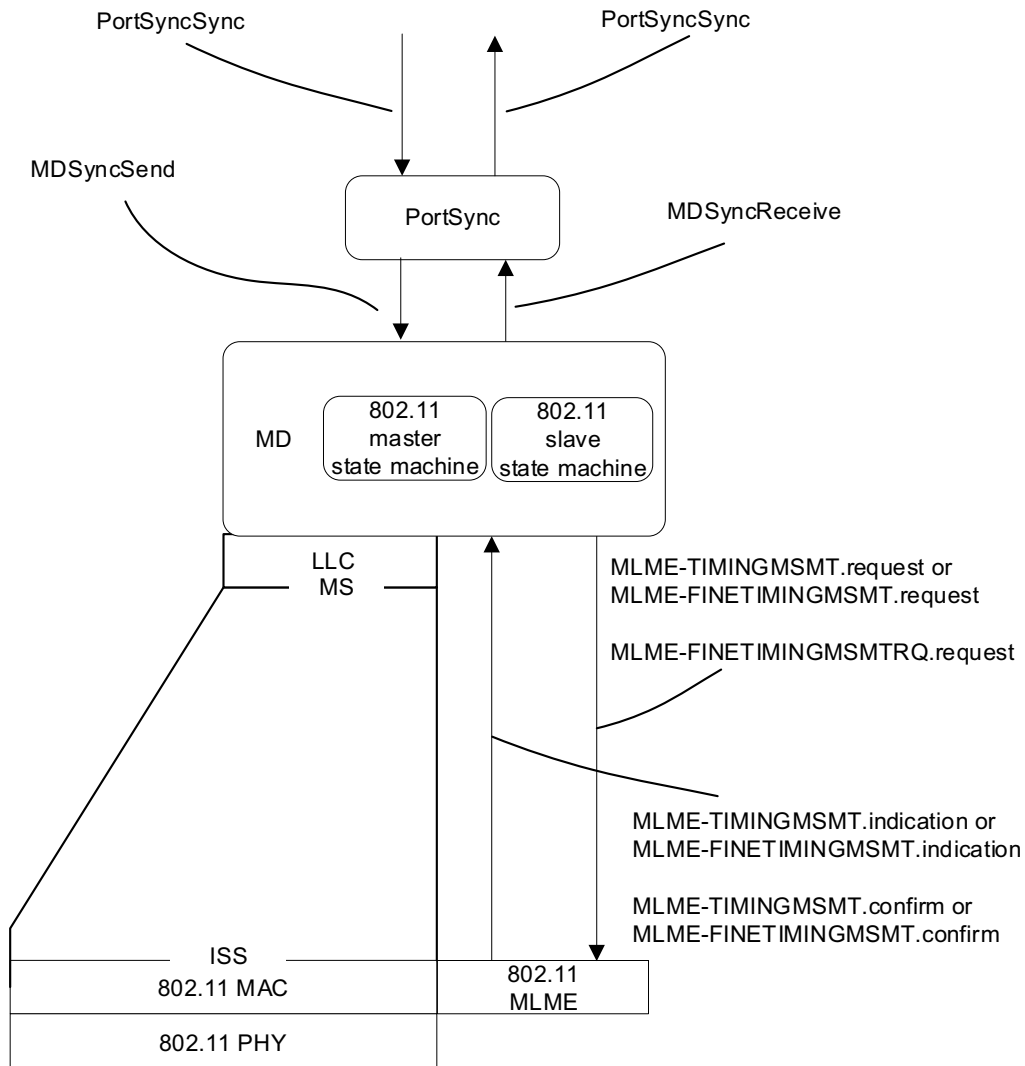 PortSyncSync
PortSyncSync
MDSyncSend
PortSync
MDSyncReceive
MD
802.11
master
state machine
802.11
slave
state machine
LLC
MS
MLME-TIMINGMSMT.request or
MLME-FINETIMINGMSMT.request
MLME-FINETIMINGMSMTRQ.request
MLME-TIMINGMSMT.indication or
MLME-FINETIMINGMSMT.indication
MLME-TIMINGMSMT.confirm or
MLME-FINETIMINGMSMT.confirm
ISS
802.11 MAC
802.11
MLME
802.11 PHY